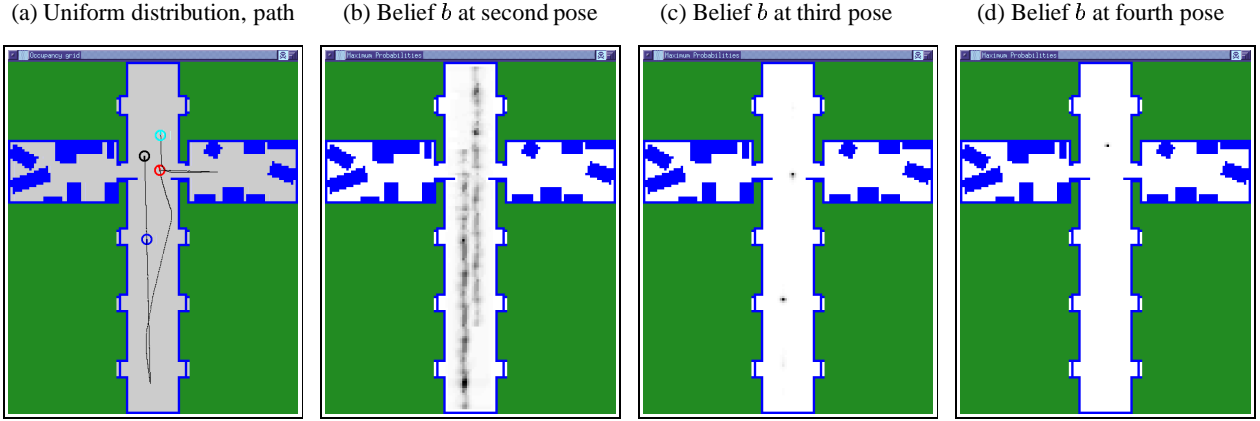 (a) Uniform distribution, path
(b) Belief b at second pose
(c) Belief b at third pose
(d) Belief b at fourth pose
Occupancy grid
Maximum Probabilities
Maximum Probabilities
Maximum Probabilities